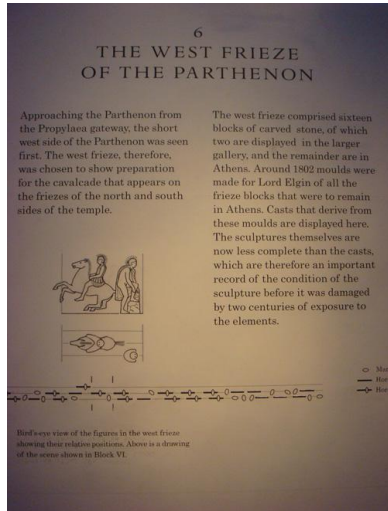 6
THE WEST FRIEZE
OF THE PARTHENON
Approaching the Parthenon from
the Propylaea gateway, the short
west side of the Parthenon was seen
first. The west frieze, therefore,
was chosen to show preparation
for the cavalcade that appears on
the friezes of the north and south
sides of the temple.
The west frieze comprised sixteen
blocks of carved stone, of which
two are displayed in the larger
gallery, and the remainder are in
Athens. Around 1802 moulds were
made for Lord Elgin of all the
frieze blocks that were to remain
in Athens. Casts that derive from
these moulds are displayed here.
The sculptures themselves are
now less complete than the casts,
which are therefore an important
record of the condition of the
sculpture before it was damaged
by two centuries of exposure to
the elements.
Bird's-eye view of the figures in the west frieze
showing their relative positions. Above is a drawing
of the scene shown in Block VI.